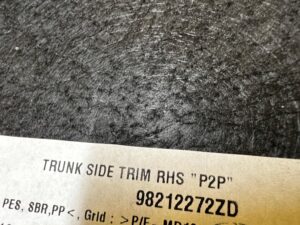 TRUNK SIDE TRIM RHS "P2P"
98212272ZD
PES, SBR,PP<, Grid : >P/E-